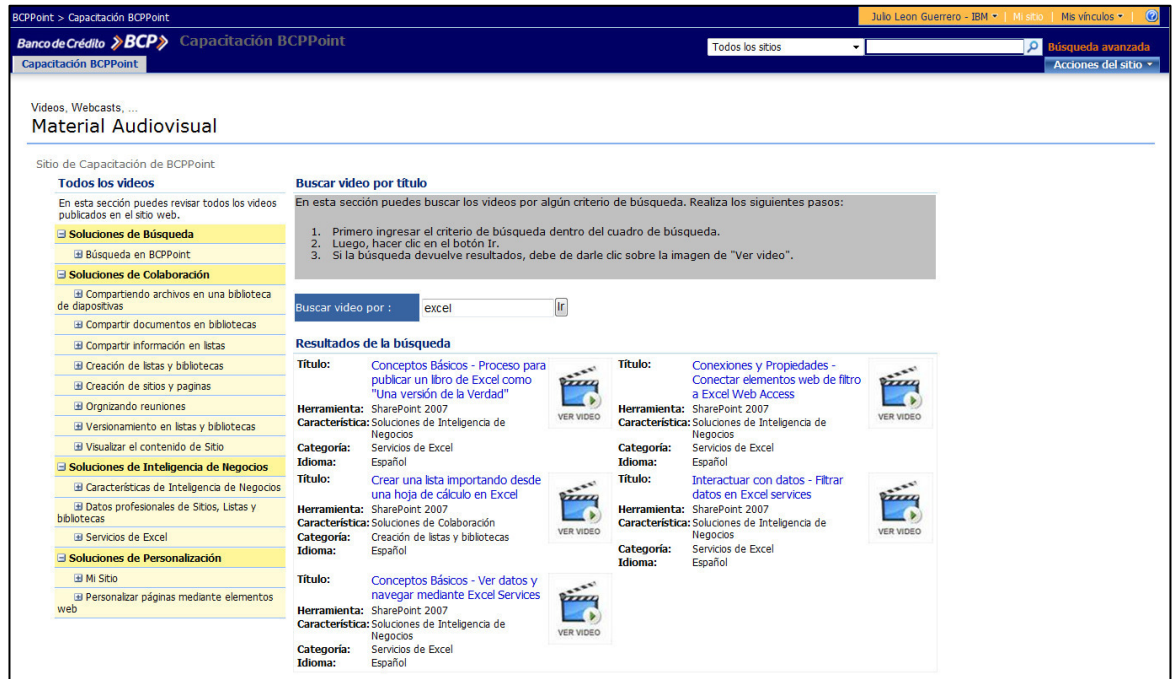 BCPPoint > Capacitación BCPPoint
Julio Leon Guerrero - IBM | Mi sitio | Mis vínculos
Banco de Crédito BCP Capacitación BCPPoint
Todos los sitios
Búsqueda avanzada
Capacitación BCPPoint
Acciones del sitio
Videos, Webcasts, ...
Material Audiovisual
Sitio de Capacitación de BCPPoint
Todos los videos
En esta sección puedes revisar todos los videos
publicados en el sitio web.
Soluciones de Búsqueda
Búsqueda en BCPPoint
Soluciones de Colaboración
Compartiendo archivos en una biblioteca
de diapositivas
Compartir documentos en bibliotecas
Compartir información en listas
Creación de listas y bibliotecas
Creación de sitios y paginas
Orgnizando reuniones
Versionamiento en listas y bibliotecas
Visualizar el contenido de Sitio
Soluciones de Inteligencia de Negocios
Características de Inteligencia de Negocios
Datos profesionales de Sitios, Listas y
bibliotecas
Servicios de Excel
Soluciones de Personalización
Mi Sitio
Personalizar páginas mediante elementos
web
Buscar video por título
En esta sección puedes buscar los videos por algún criterio de búsqueda. Realiza los siguientes pasos:
1. Primero ingresar el criterio de búsqueda dentro del cuadro de búsqueda.
2. Luego, hacer clic en el botón Ir.
3. Si la búsqueda devuelve resultados, debe de darle clic sobre la imagen de "Ver video".
Buscar video por : excel Ir
Resultados de la búsqueda
Título: Conceptos Básicos - Proceso para
publicar un libro de Excel como
"Una versión de la Verdad"
Herramienta: SharePoint 2007
Característica: Soluciones de Inteligencia de
Negocios
Categoría: Servicios de Excel
Idioma: Español
VER VIDEO
Título: Conexiones y Propiedades -
Conectar elementos web de filtro
a Excel Web Access
Herramienta: SharePoint 2007
Característica: Soluciones de Inteligencia de
Negocios
Categoría: Servicios de Excel
Idioma: Español
VER VIDEO
Título: Crear una lista importando desde
una hoja de cálculo en Excel
Herramienta: SharePoint 2007
Característica: Soluciones de Colaboración
Categoría: Creación de listas y bibliotecas
Idioma: Español
VER VIDEO
Título: Interactuar con datos - Filtrar
datos en Excel services
Herramienta: SharePoint 2007
Característica: Soluciones de Inteligencia de
Negocios
Categoría: Servicios de Excel
Idioma: Español
VER VIDEO
Título: Conceptos Básicos - Ver datos y
navegar mediante Excel Services
Herramienta: SharePoint 2007
Característica: Soluciones de Inteligencia de
Negocios
Categoría: Servicios de Excel
Idioma: Español
VER VIDEO